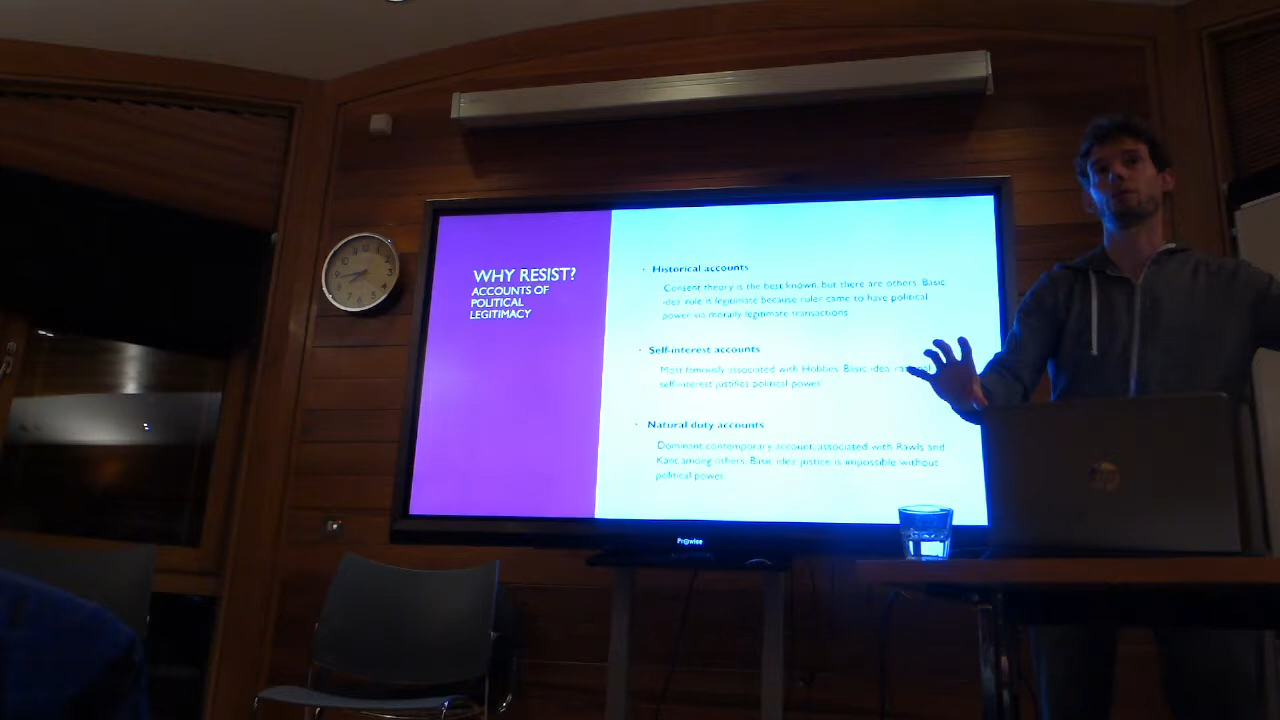 WHY RESIST?
ACCOUNTS OF
POLITICAL
LEGITIMACY
• Historical accounts
Consent theory is the best known, but there are others. Basic
idea: rule is legitimate because ruler came to have political
power via morally legitimate transactions.
• Self-interest accounts
Most famously associated with Hobbes. Basic idea:
self-interest justifies political power.
• Natural duty accounts
Dominant contemporary account, associated with Rawls and
Kant among others. Basic idea: justice is impossible without
political power.
Prowise
hp